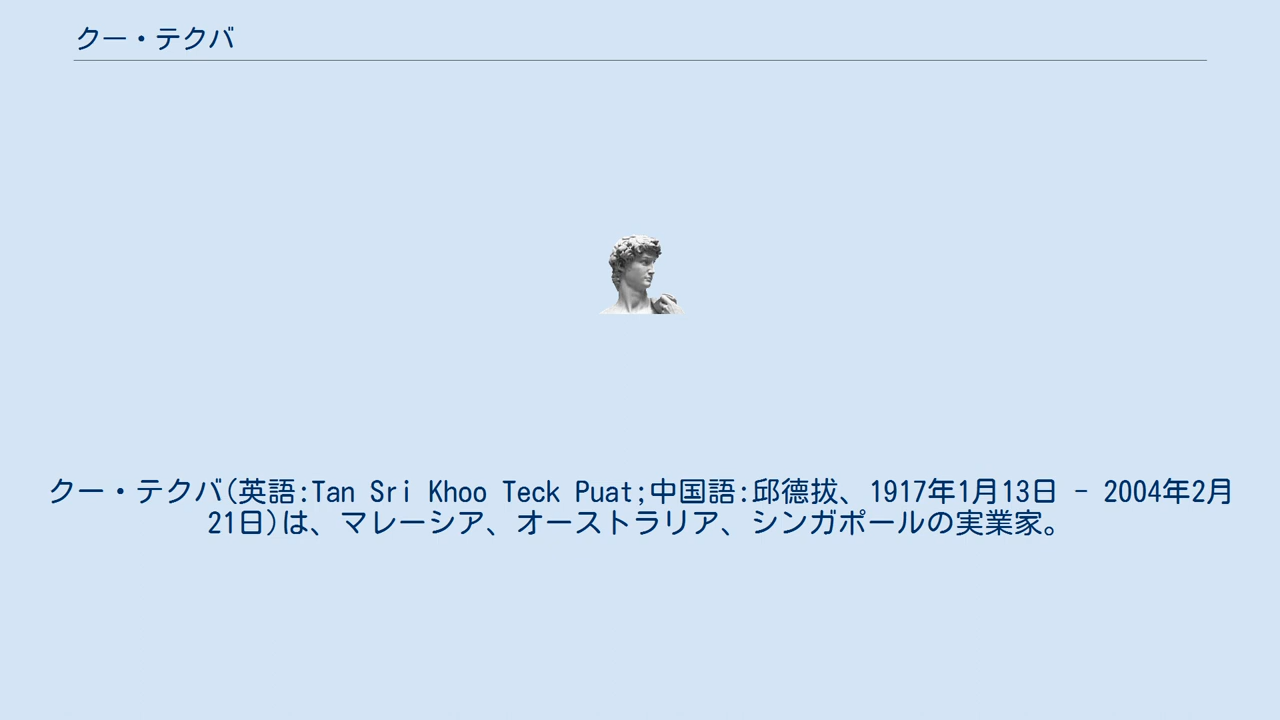 クー・テクバ
クー・テクバ(英語:Tan Sri Khoo Teck Puat;中国語:邱德拔、1917年1月13日 - 2004年2月
21日)は、マレーシア、オーストラリア、シンガポールの実業家。